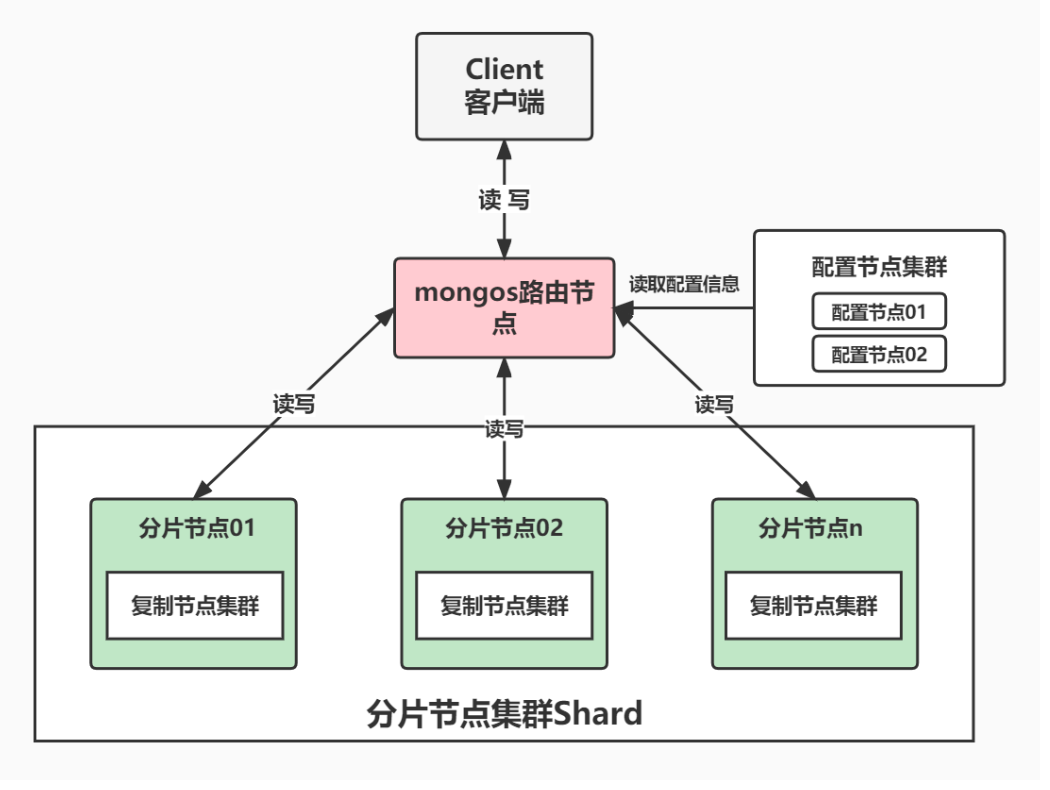 Client
客户端
读 写
mongos路由节
点
读取配置信息
配置节点集群
配置节点01
配置节点02
读写
读写
读写
分片节点01
分片节点02
分片节点n
复制节点集群
复制节点集群
复制节点集群
分片节点集群Shard